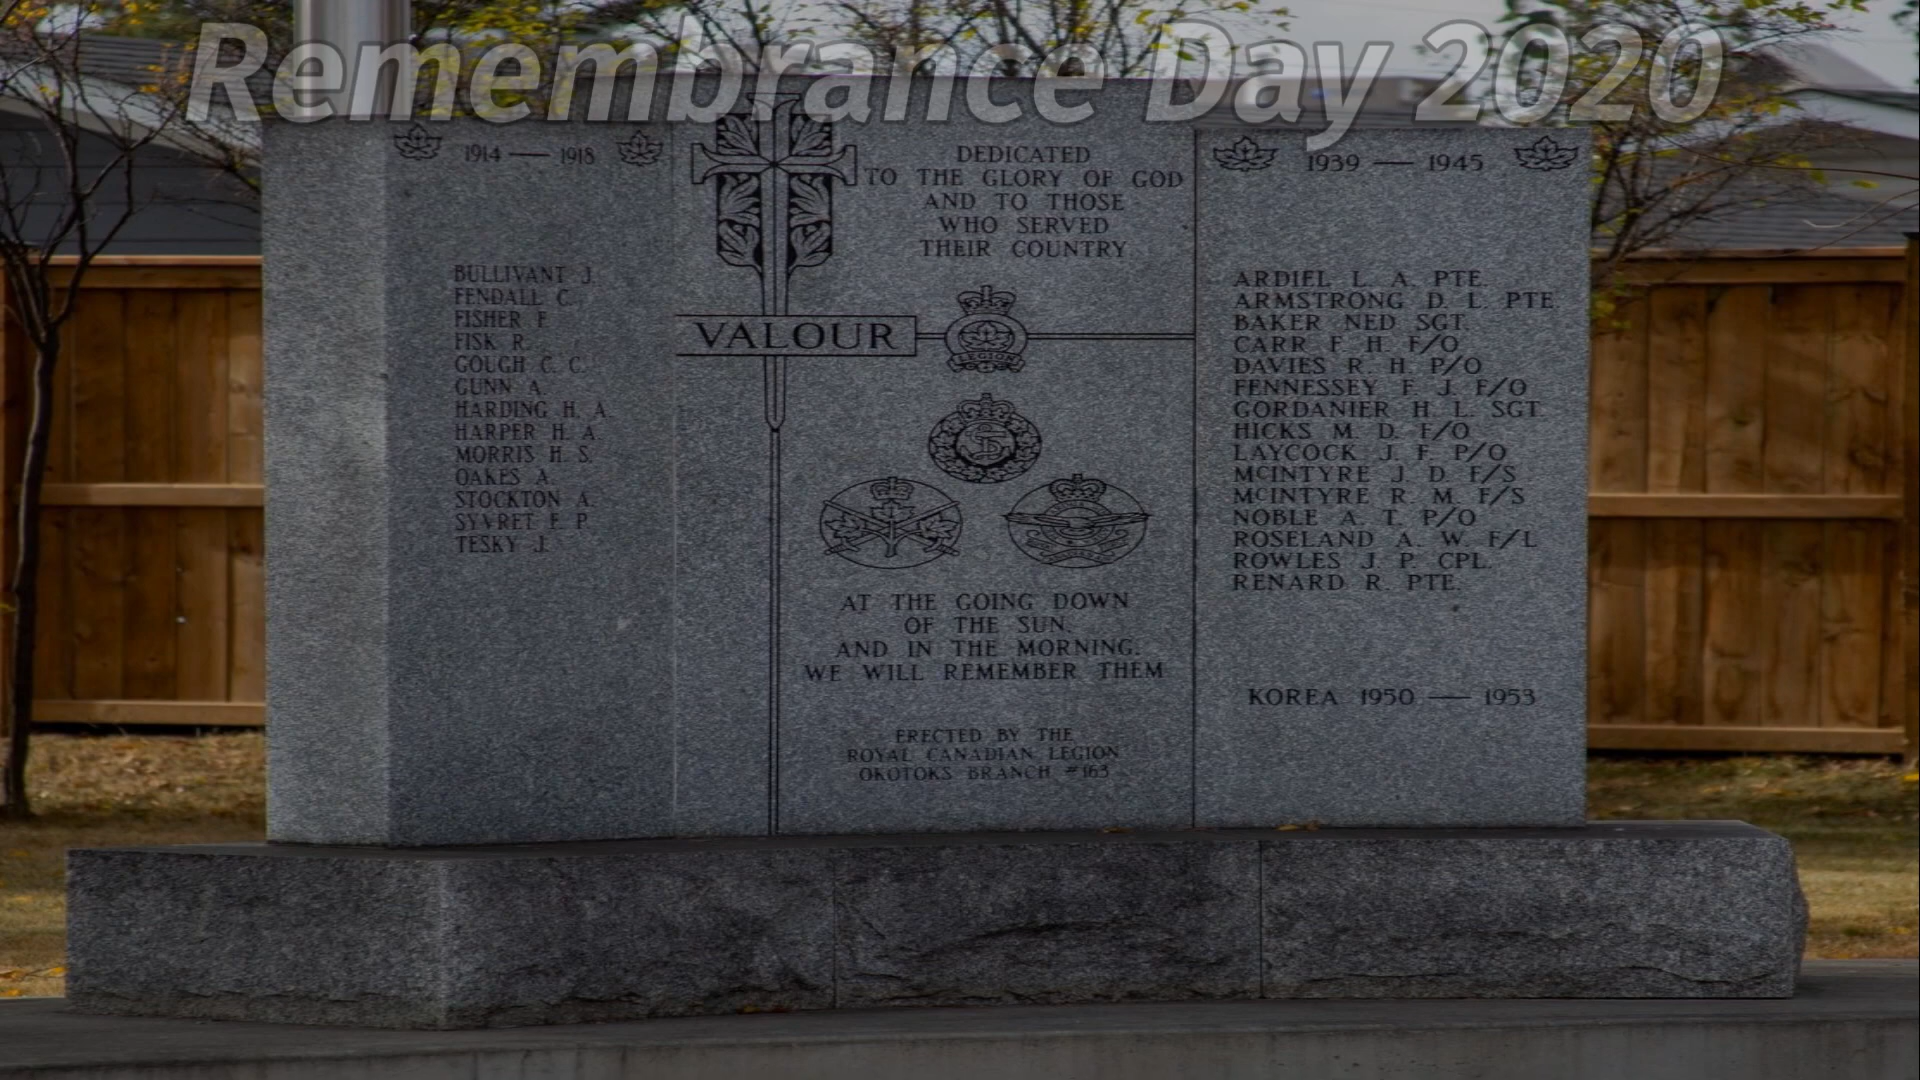 Remembrance Day 2020
1914 — 1918
BULLIVANT J.
FENDALL C.
FISHER F.
FISK R.
GOUGH C. C.
GUNN A.
HARDING H. A.
HARPER H. A.
MORRIS H. S.
OAKES A.
STOCKTON A.
SYVRET F. P.
TESKY J.
DEDICATED
TO THE GLORY OF GOD
AND TO THOSE
WHO SERVED
THEIR COUNTRY
VALOUR
LEGION
AT THE GOING DOWN
OF THE SUN,
AND IN THE MORNING,
WE WILL REMEMBER THEM
ERECTED BY THE
ROYAL CANADIAN LEGION
OKOTOKS BRANCH #163
1939 — 1945
ARDIEL L. A. PTE.
ARMSTRONG D. L. PTE.
BAKER NED SGT.
CARR F. H. F/O
DAVIES R. H. P/O
FENNESSEY F. J. F/O
GORDANIER H. L. SGT.
HICKS M. D. F/O
LAYCOCK J. F. P/O
MCINTYRE J. D. F/S
MCINTYRE R. M. F/S
NOBLE A. T. P/O
ROSELAND A. W. F/L
ROWLES J. P. CPL.
RENARD R. PTE.
KOREA 1950 — 1953